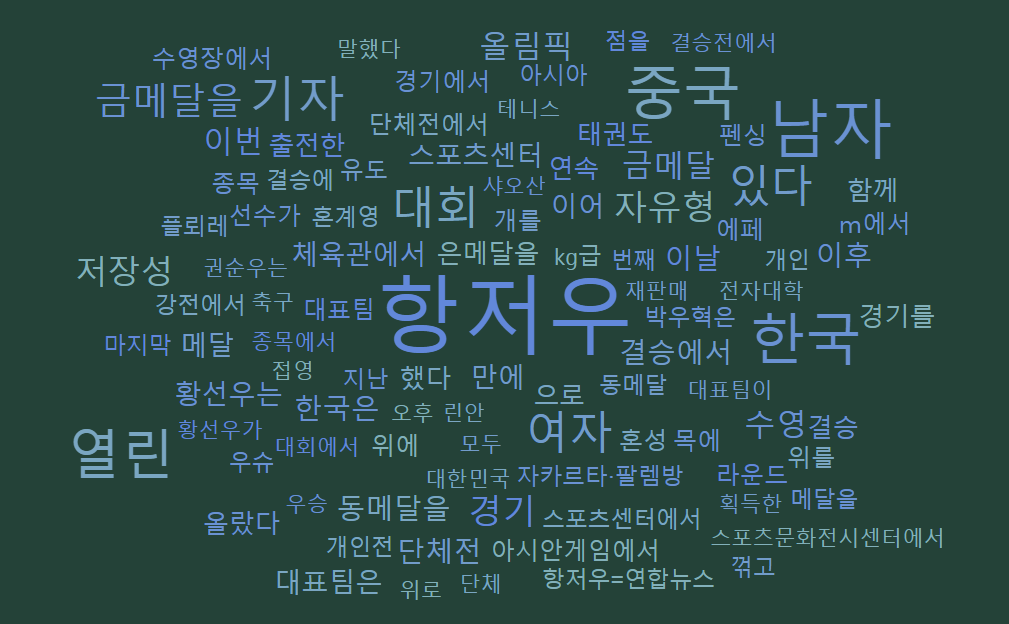 올림픽 점을 결승전에서
수영장에서 말했다
경기에서 아시아
금메달을 기자 중국
단체전에서 테니스 남자
이번 출전한 태권도 펜싱
스포츠센터 연속 금메달
종목 결승에 유도 샤오산 있다 함께
플뢰레 선수가 혼계영 대회 개를 이어 자유형 에페 m에서
저장성 권순우는 체육관에서 은메달을 kg급 번째 이날 개인 이후
강전에서 축구 대표팀 항저우 재판매 전자대학
박우혁은 한국 경기를
마지막 메달 종목에서 결승에서
접영 지난 했다 만에 으로 동메달 대표팀이
황선우는 한국은 오후 린안
열린 황선우가 대회에서 위에 모두 여자 혼성 목에 수영 결승
우슈 위를
대한민국 자카르타·팔렘방 라운드
올랐다 우승 동메달을 경기 스포츠센터에서 획득한 메달을
개인전 단체전 아시안게임에서 스포츠문화전시센터에서
대표팀은 위로 단체 항저우=연합뉴스 꺾고